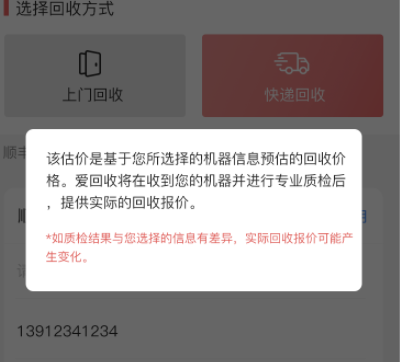 选择回收方式
上门回收
快递回收
顺丰
该估价是基于您所选择的机器信息预估的回收价
格。爱回收将在收到您的机器并进行专业质检后
，提供实际的回收报价。
*如质检结果与您选择的信息有差异，实际回收报价可能产
生变化。
13912341234